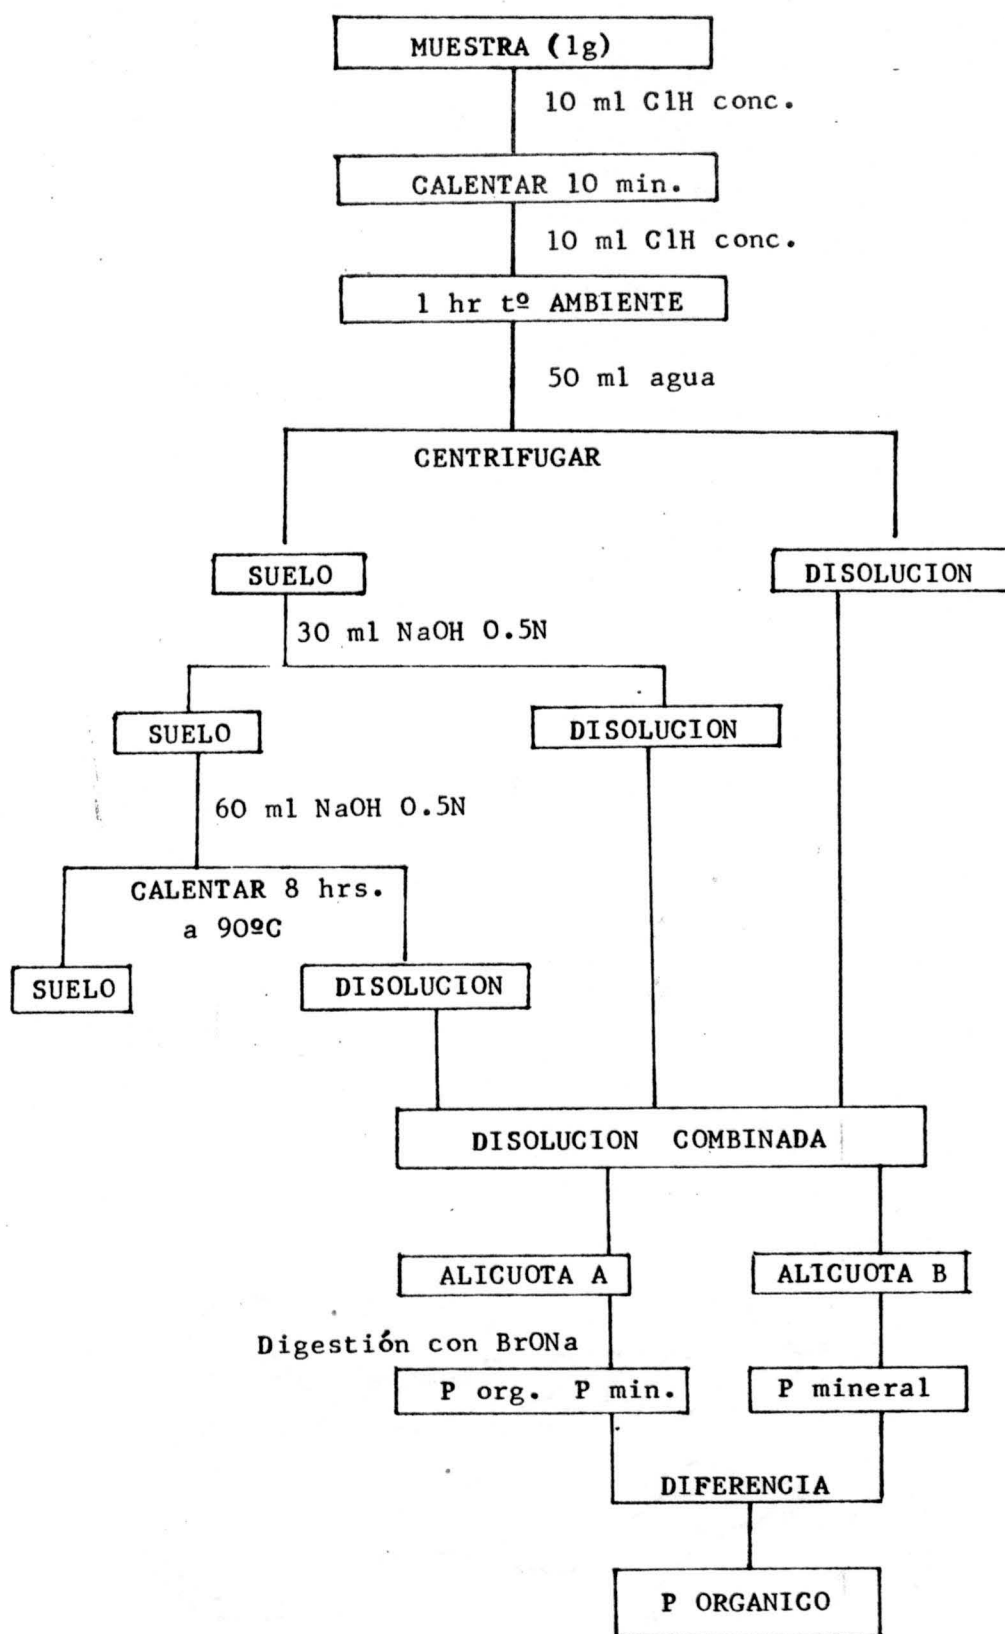 MUESTRA (1g)
10 ml ClH conc.
CALENTAR 10 min.
10 ml ClH conc.
1 hr tº AMBIENTE
50 ml agua
CENTRIFUGAR
SUELO
DISOLUCION
30 ml NaOH 0.5N
SUELO
DISOLUCION
60 ml NaOH 0.5N
CALENTAR 8 hrs.
a 90ºC
SUELO
DISOLUCION
DISOLUCION COMBINADA
ALICUOTA A
ALICUOTA B
Digestión con BrONa
P org. P min.
P mineral
DIFERENCIA
P ORGANICO